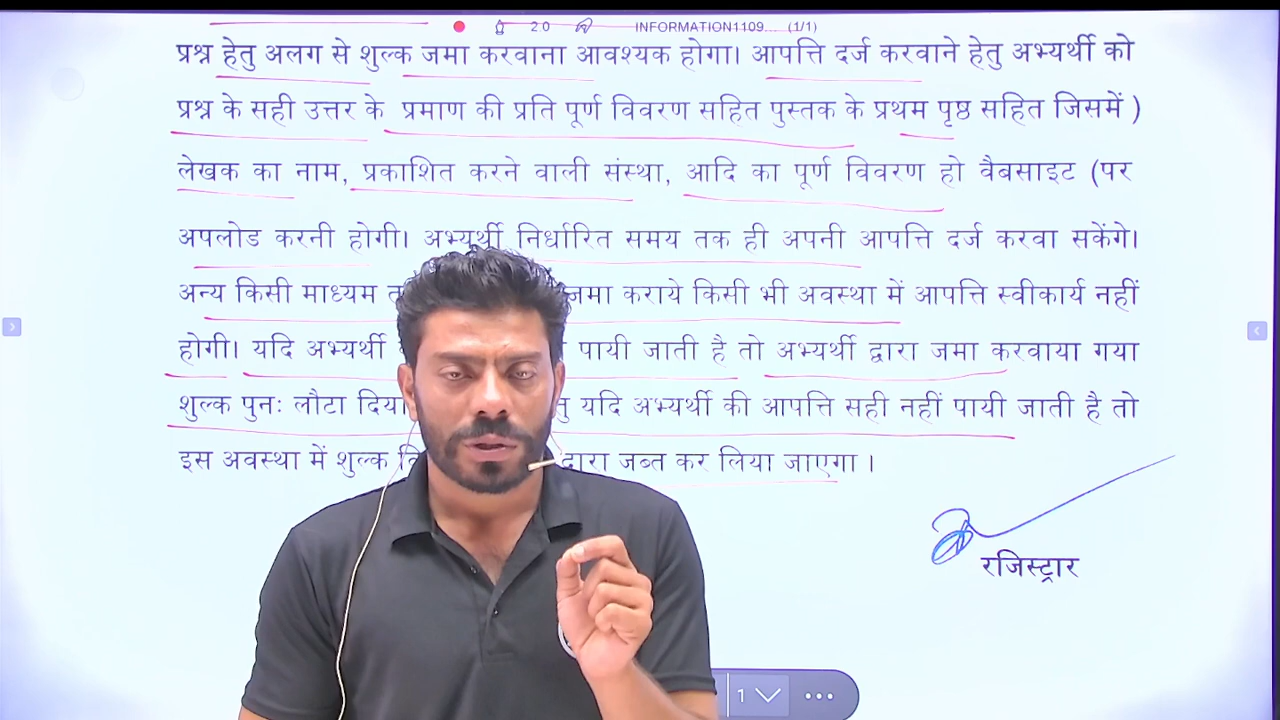 20 INFORMATION1109.... (1/1)
प्रश्न हेतु अलग से शुल्क जमा करवाना आवश्यक होगा। आपत्ति दर्ज करवाने हेतु अभ्यर्थी को
प्रश्न के सही उत्तर के प्रमाण की प्रति पूर्ण विवरण सहित पुस्तक के प्रथम पृष्ठ सहित जिसमें )
लेखक का नाम, प्रकाशित करने वाली संस्था, आदि का पूर्ण विवरण हो वैबसाइट (पर
अपलोड करनी होगी। अभ्यर्थी निर्धारित समय तक ही अपनी आपत्ति दर्ज करवा सकेंगे।
अन्य किसी माध्यम जमा कराये किसी भी अवस्था में आपत्ति स्वीकार्य नहीं
होगी। यदि अभ्यर्थी पायी जाती है तो अभ्यर्थी द्वारा जमा करवाया गया
शुल्क पुनः लौटा दिया यदि अभ्यर्थी की आपत्ति सही नहीं पायी जाती है तो
इस अवस्था में शुल्क द्वारा जब्त कर लिया जाएगा ।
रजिस्ट्रार
1